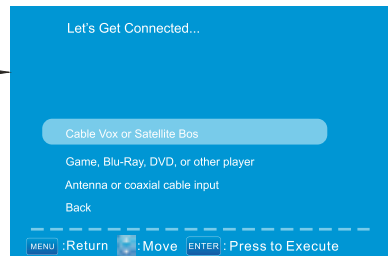 Let's Get Connected...
Cable Vox or Satellite Bos
Game, Blu-Ray, DVD, or other player
Antenna or coaxial cable input
Back
MENU :Return :Move ENTER : Press to Execute